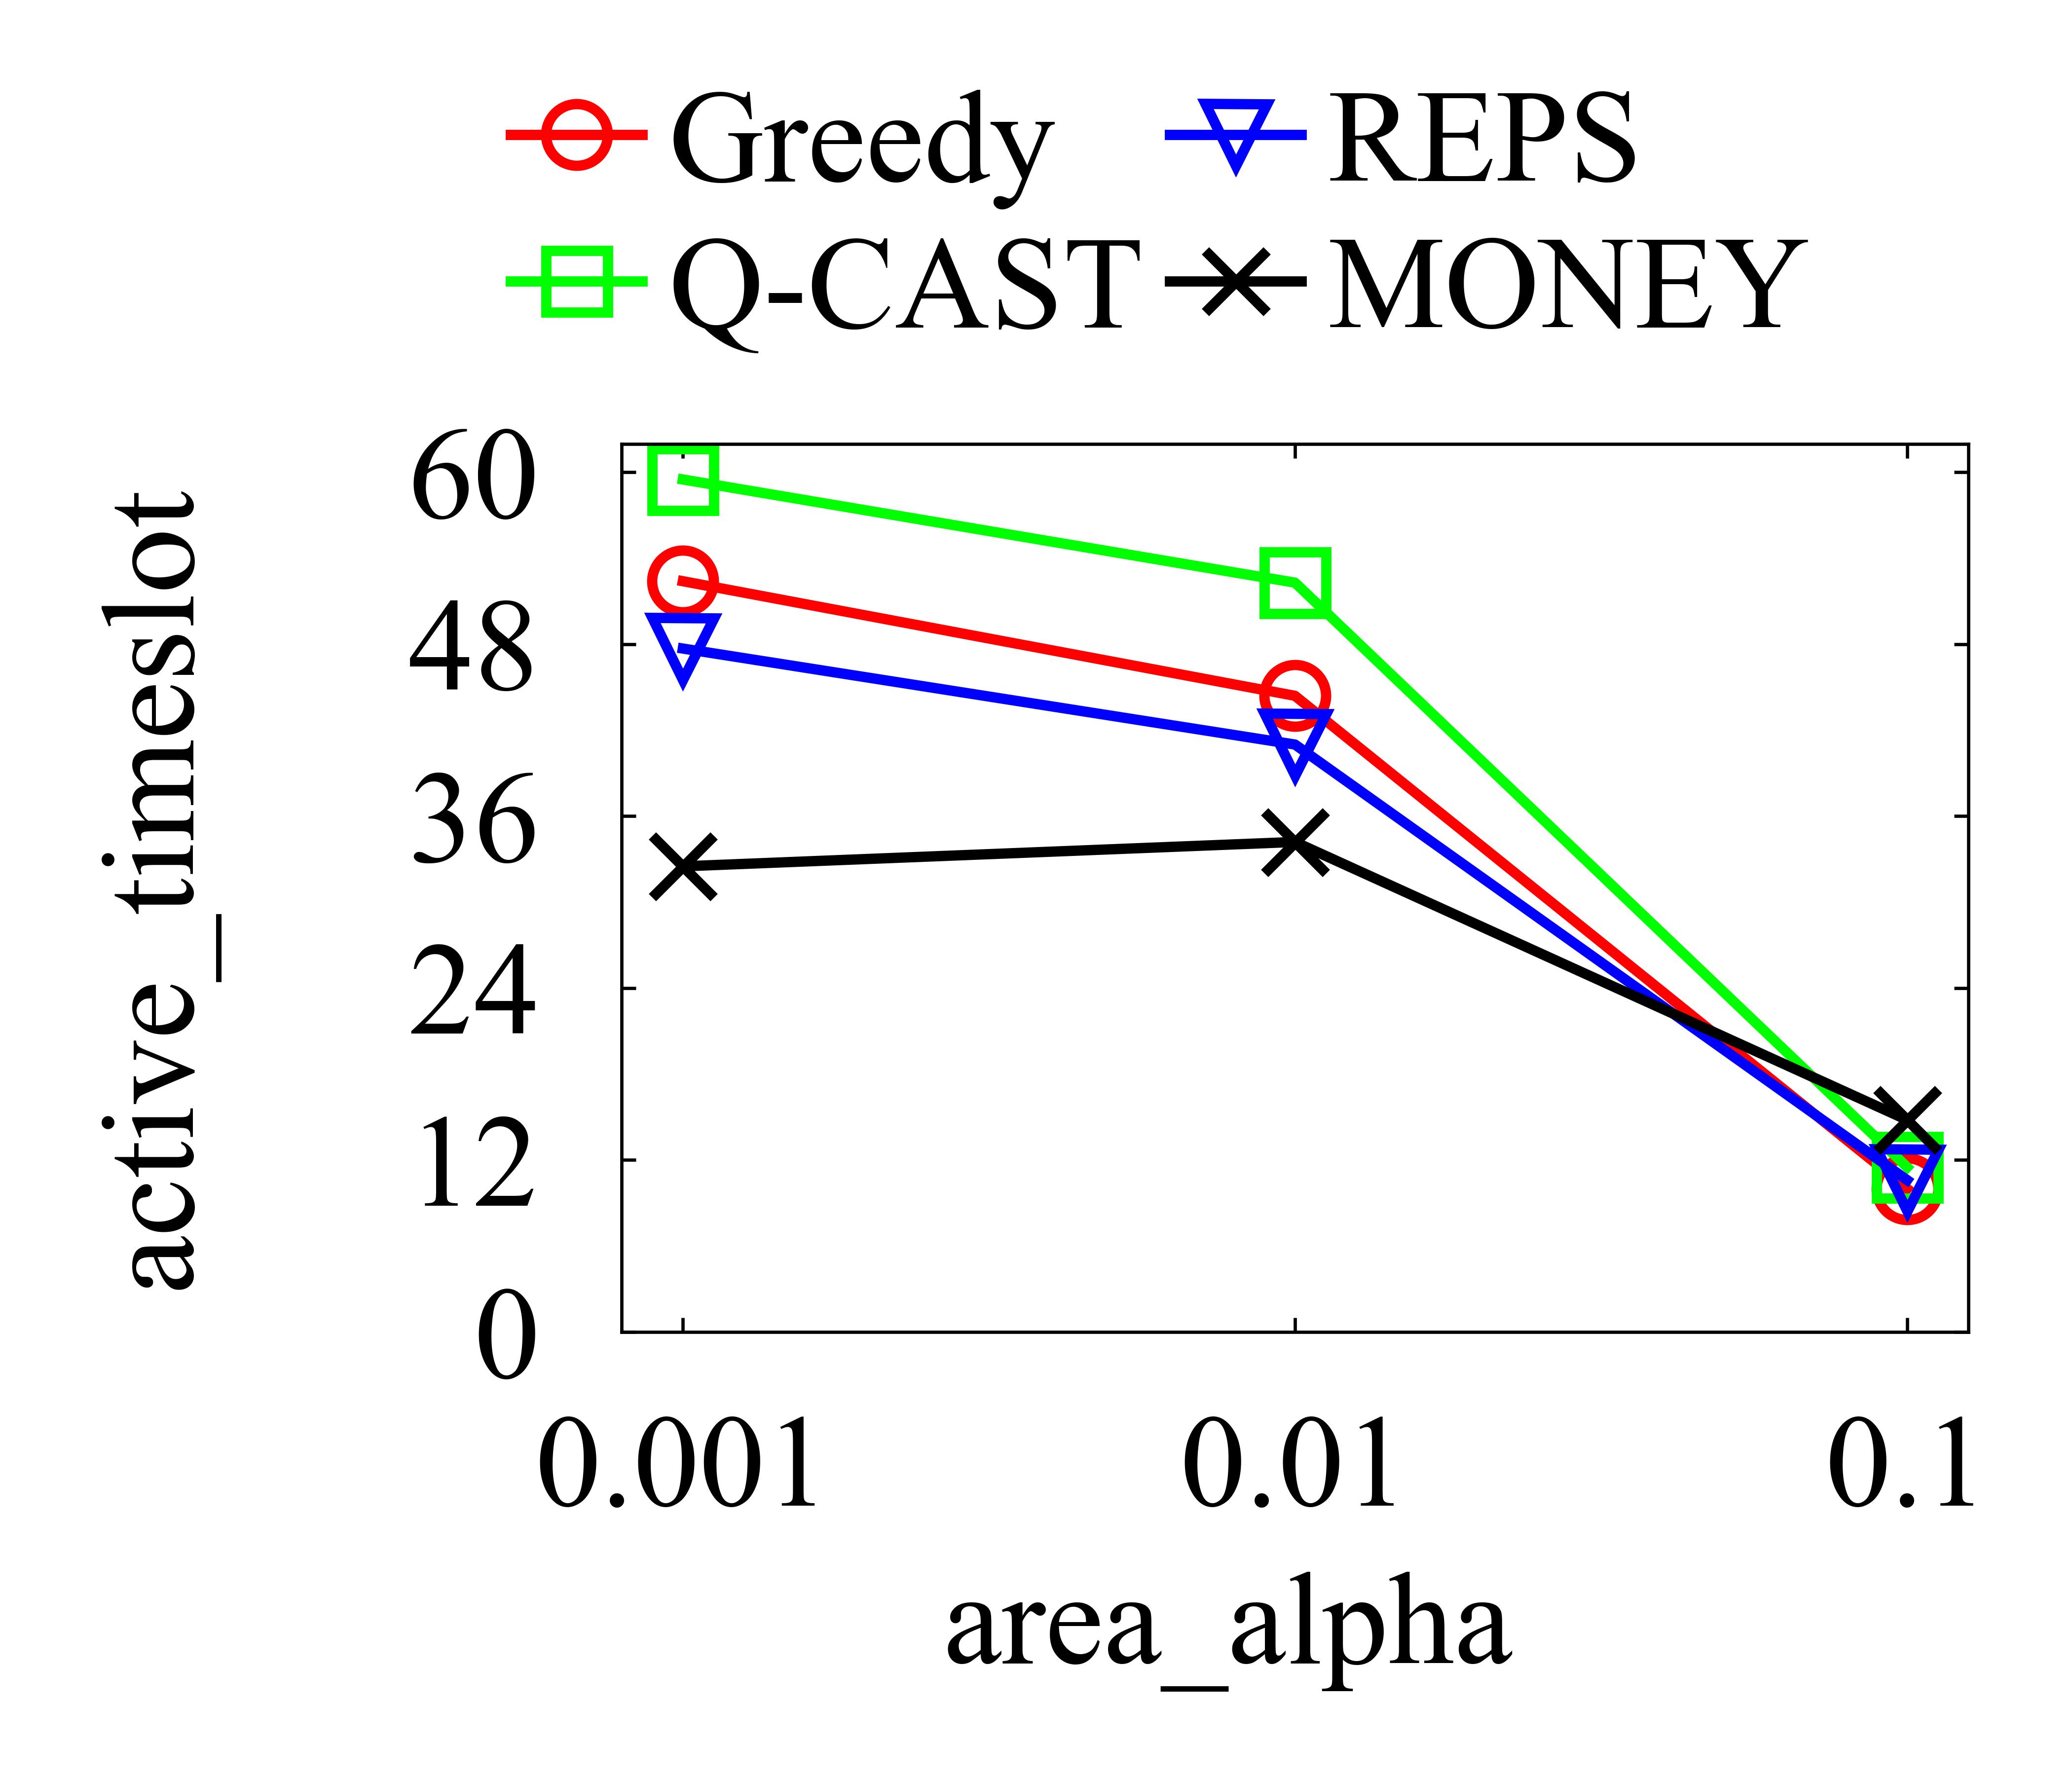 Greedy REPS
Q-CAST MONEY
active_timeslot
60
48
36
24
12
0
0.001 0.01 0.1
area_alpha